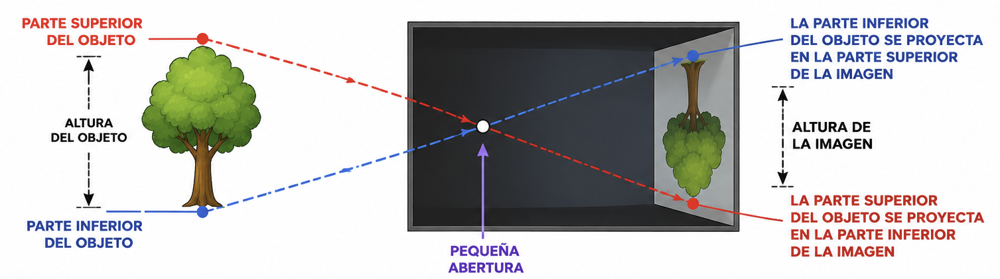 PARTE SUPERIOR
DEL OBJETO
ALTURA
DEL OBJETO
PARTE INFERIOR
DEL OBJETO
PEQUEÑA
ABERTURA
LA PARTE INFERIOR
DEL OBJETO SE PROYECTA
EN LA PARTE SUPERIOR
DE LA IMAGEN
ALTURA DE
LA IMAGEN
LA PARTE SUPERIOR
DEL OBJETO SE PROYECTA
EN LA PARTE INFERIOR
DE LA IMAGEN